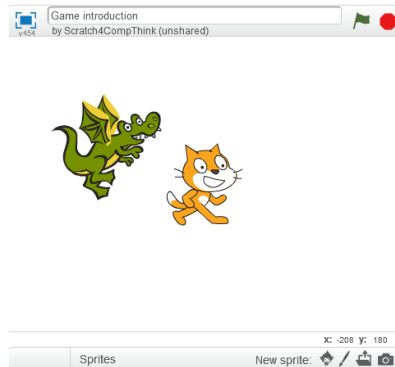 Game introduction
v454
by Scratch4CompThink (unshared)
X: -208 y: 180
Sprites
New sprite: